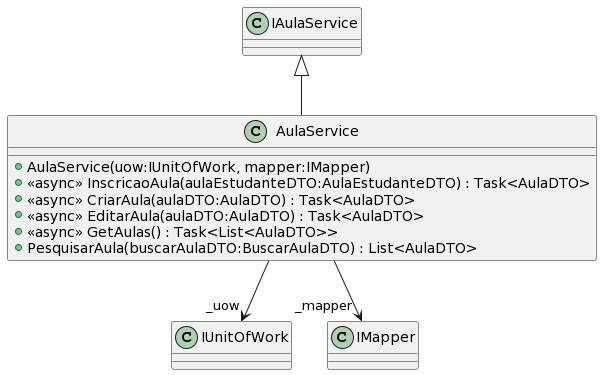 C IAulaService
C AulaService
AulaService(uow:IUnitOfWork, mapper:IMapper)
«async» InscricaoAula(aulaEstudanteDTO:AulaEstudanteDTO) : Task<AulaDTO>
«async» CriarAula(aulaDTO:AulaDTO) : Task<AulaDTO>
«async» EditarAula(aulaDTO:AulaDTO) : Task<AulaDTO>
«async» GetAulas() : Task<List<AulaDTO>>
PesquisarAula(buscarAulaDTO:BuscarAulaDTO) : List<AulaDTO>
_uow
_mapper
C IUnitOfWork
C IMapper